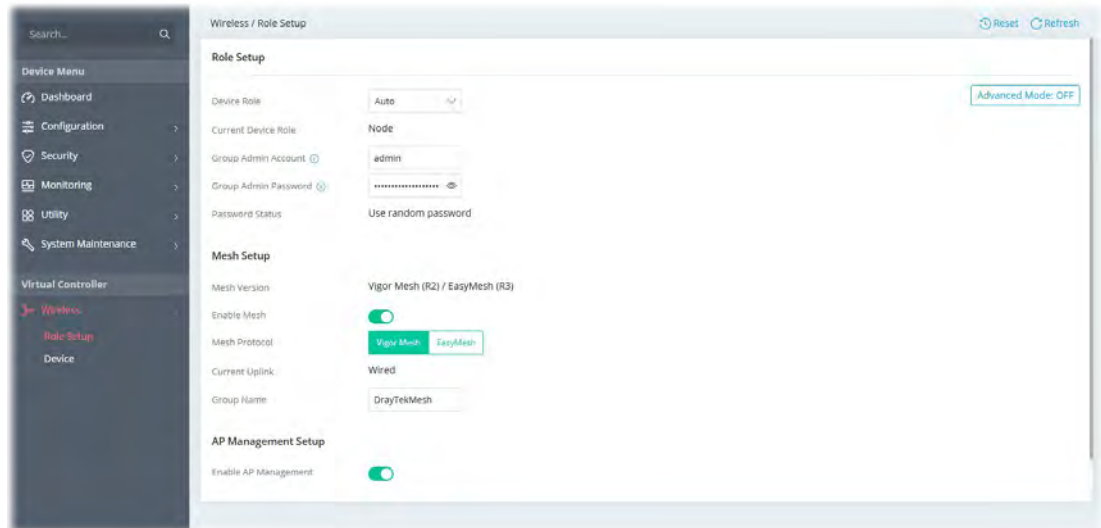 Search...
Device Menu
Dashboard
Configuration
Security
Monitoring
Utility
System Maintenance
Virtual Controller
Wireless
Role Setup
Device
Wireless / Role Setup
Reset
Refresh
Role Setup
Advanced Mode: OFF
Device Role Auto
Current Device Role Node
Group Admin Account admin
Group Admin Password ••••••••••••••••••
Password Status Use random password
Mesh Setup
Mesh Version Vigor Mesh (R2) / EasyMesh (R3)
Enable Mesh
Mesh Protocol Vigor Mesh EasyMesh
Current Uplink Wired
Group Name DrayTekMesh
AP Management Setup
Enable AP Management